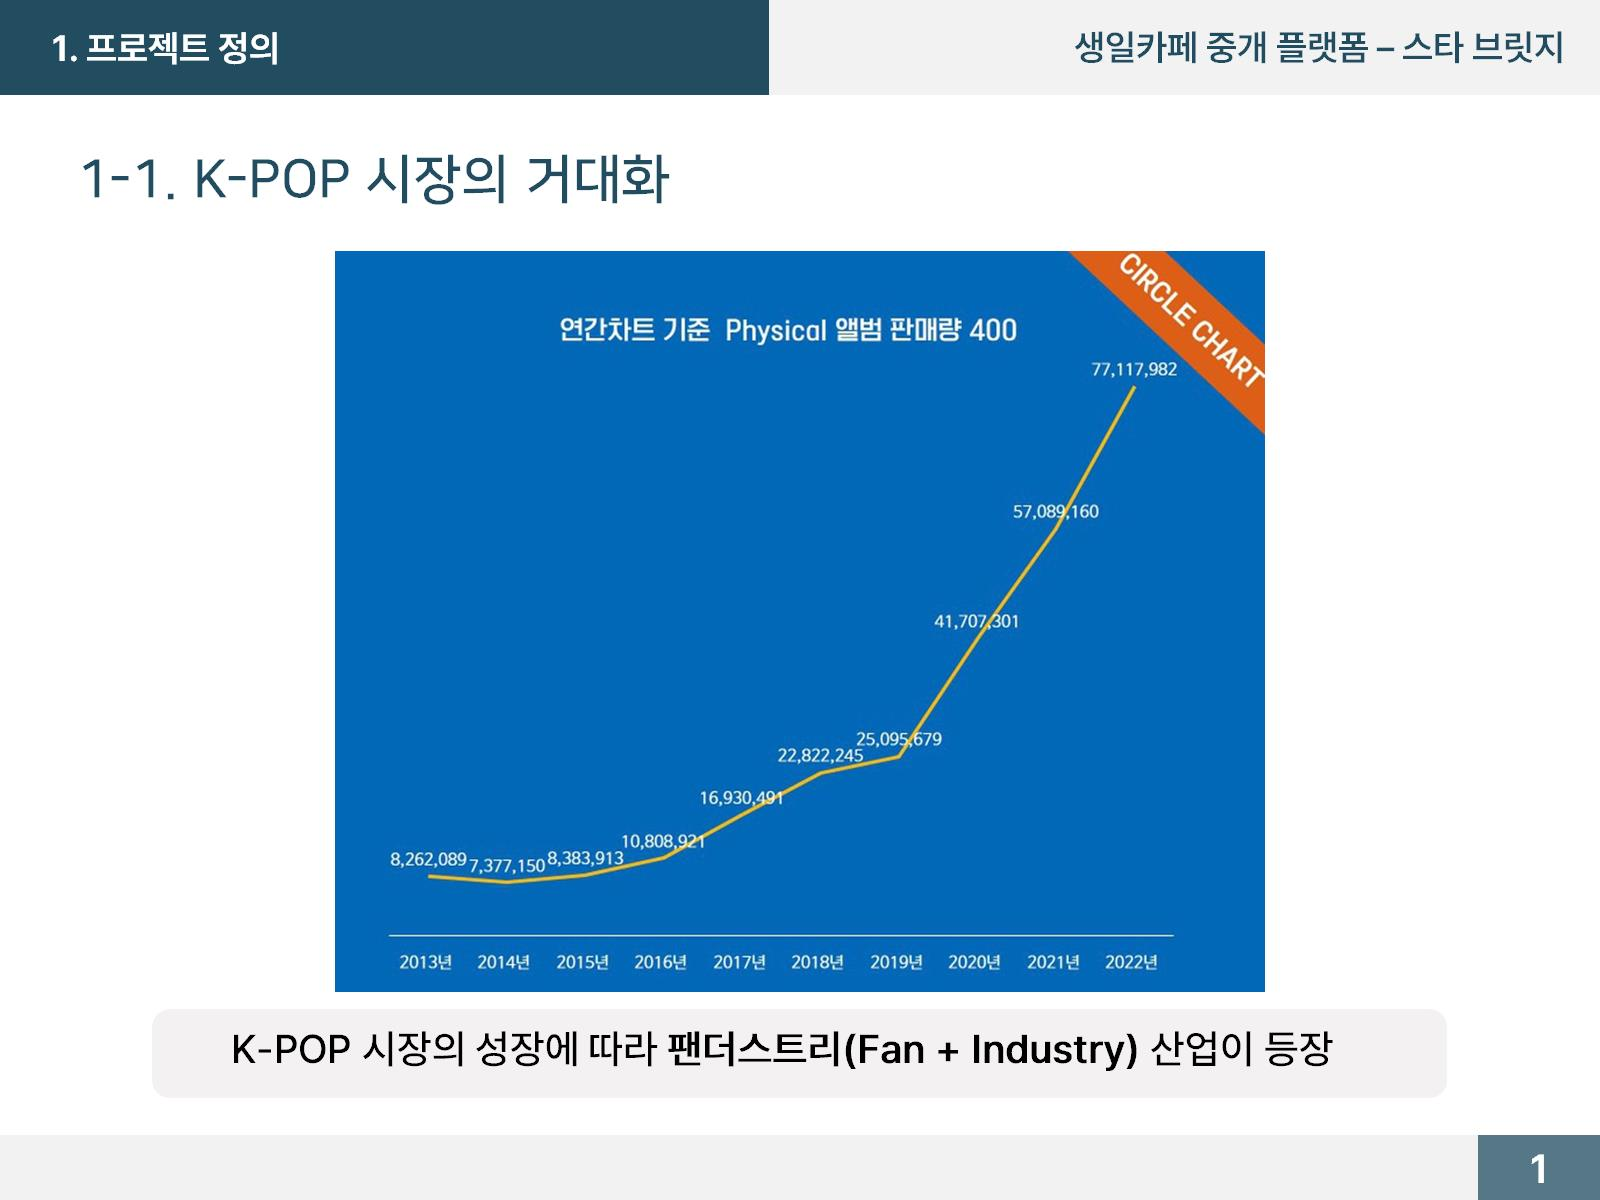 1. 프로젝트 정의
생일카페 중개 플랫폼 – 스타 브릿지
1-1. K-POP 시장의 거대화
CIRCLE CHART
연간차트 기준 Physical 앨범 판매량 400
77,117,982
57,089,160
41,707,301
25,095,679
22,822,245
16,930,491
10,808,921
8,262,089 7,377,150 8,383,913
2013년 2014년 2015년 2016년 2017년 2018년 2019년 2020년 2021년 2022년
K-POP 시장의 성장에 따라 팬더스트리(Fan + Industry) 산업이 등장
1